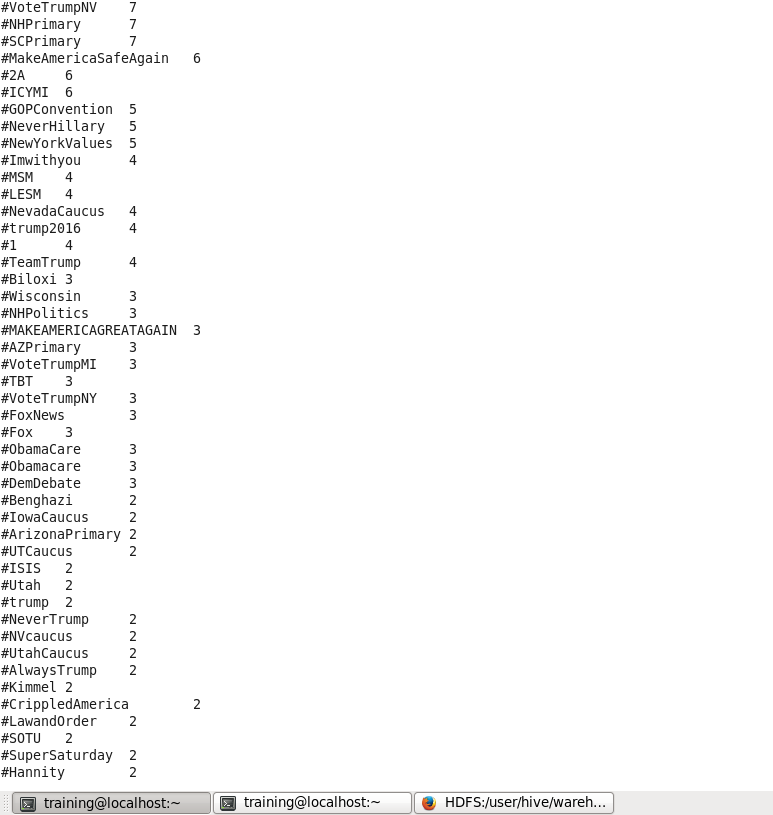 #VoteTrumpNV 7
#NHPrimary 7
#SCPrimary 7
#MakeAmericaSafeAgain 6
#2A 6
#ICYMI 6
#GOPConvention 5
#NeverHillary 5
#NewYorkValues 5
#Imwithyou 4
#MSM 4
#LESM 4
#NevadaCaucus 4
#trump2016 4
#1 4
#TeamTrump 4
#Biloxi 3
#Wisconsin 3
#NHPolitics 3
#MAKEAMERICAGREATAGAIN 3
#AZPrimary 3
#VoteTrumpMI 3
#TBT 3
#VoteTrumpNY 3
#FoxNews 3
#Fox 3
#ObamaCare 3
#Obamacare 3
#DemDebate 3
#Benghazi 2
#IowaCaucus 2
#ArizonaPrimary 2
#UTCaucus 2
#ISIS 2
#Utah 2
#trump 2
#NeverTrump 2
#NVcaucus 2
#UtahCaucus 2
#AlwaysTrump 2
#Kimmel 2
#CrippledAmerica 2
#LawandOrder 2
#SOTU 2
#SuperSaturday 2
#Hannity 2
training@localhost:~ training@localhost:~ HDFS:/user/hive/wareh...